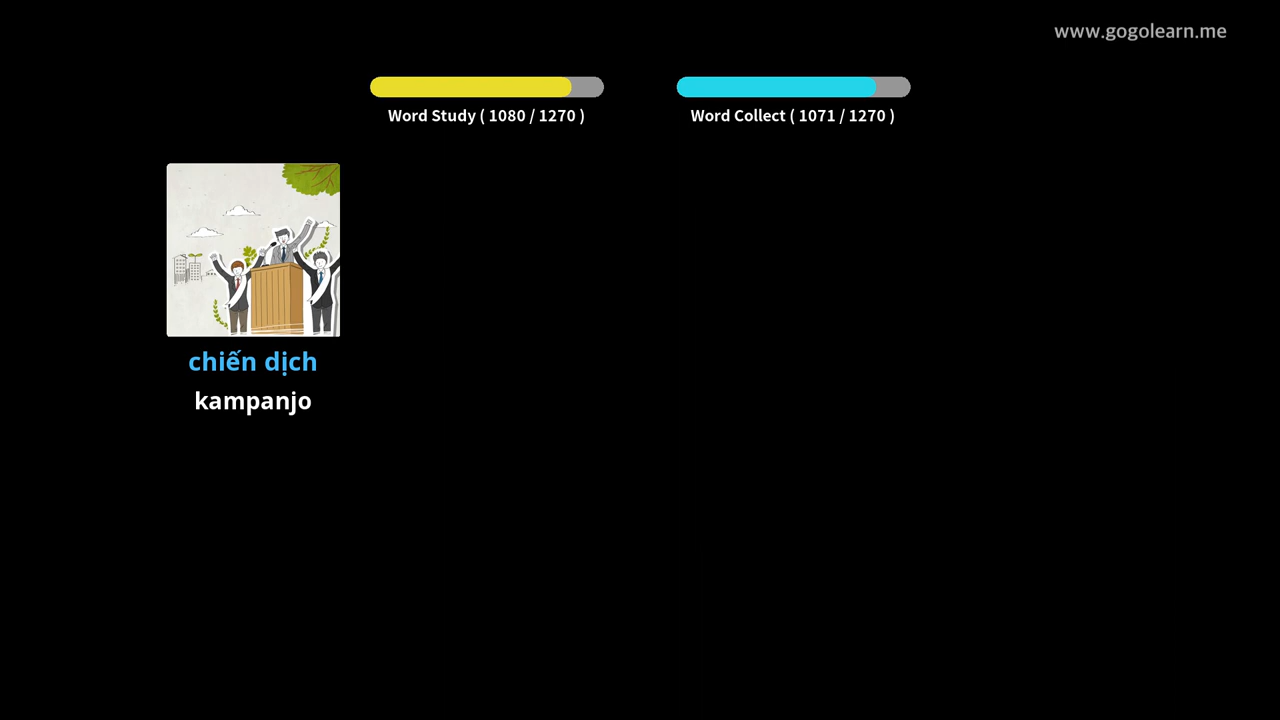 www.gogolearn.me
Word Study ( 1080 / 1270 )
Word Collect ( 1071 / 1270 )
chiến dịch
kampanjo